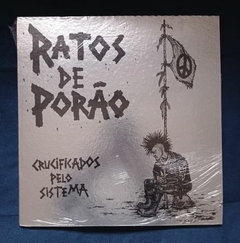 RATOS
DE
PORÃO
CRUCIFICADOS
PELO
SISTEMA